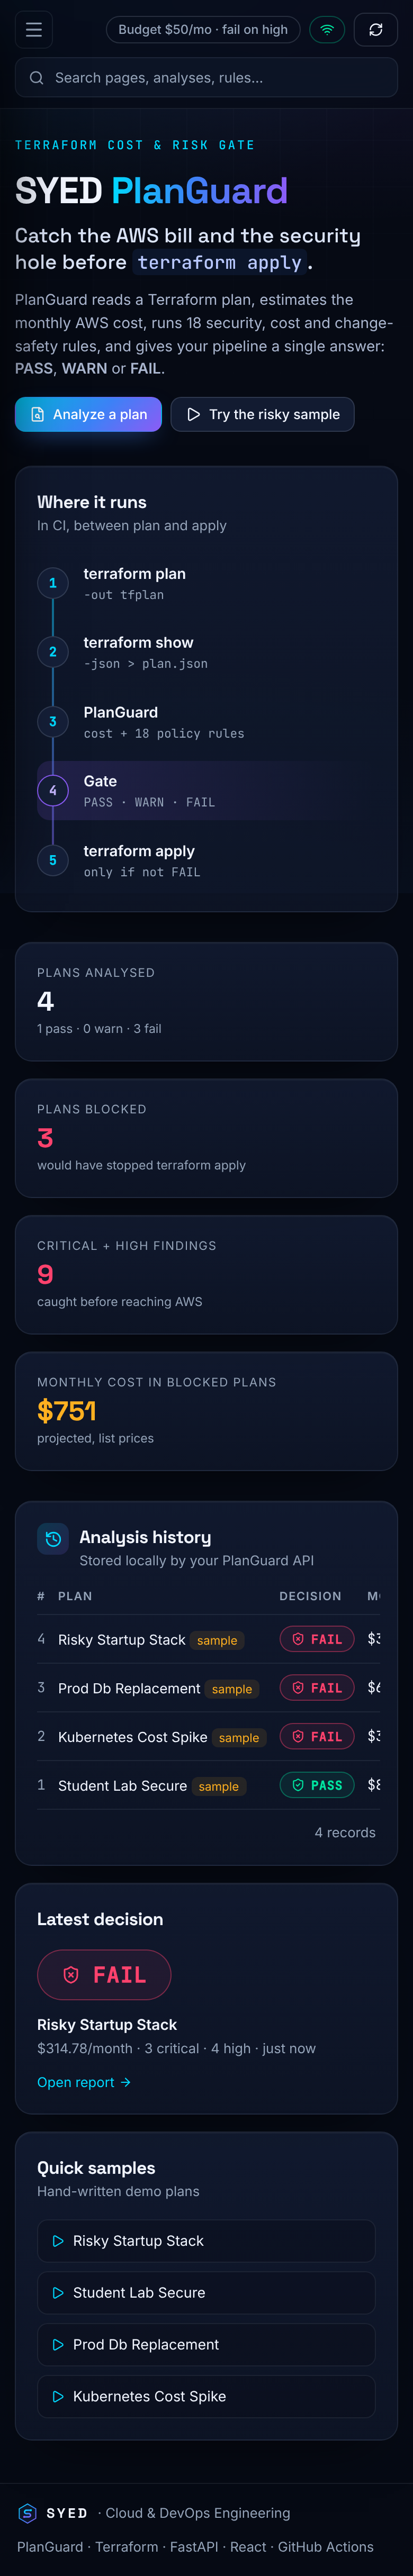 Budget $50/mo · fail on high
Search pages, analyses, rules...
TERRAFORM COST & RISK GATE
SYED PlanGuard
Catch the AWS bill and the security
hole before terraform apply.
PlanGuard reads a Terraform plan, estimates the
monthly AWS cost, runs 18 security, cost and change-
safety rules, and gives your pipeline a single answer:
PASS, WARN or FAIL.
Analyze a plan
Try the risky sample
Where it runs
In CI, between plan and apply
1 terraform plan
-out tfplan
2 terraform show
-json > plan.json
3 PlanGuard
cost + 18 policy rules
4 Gate
PASS · WARN · FAIL
5 terraform apply
only if not FAIL
PLANS ANALYSED
4
1 pass · 0 warn · 3 fail
PLANS BLOCKED
3
would have stopped terraform apply
CRITICAL + HIGH FINDINGS
9
caught before reaching AWS
MONTHLY COST IN BLOCKED PLANS
$751
projected, list prices
Analysis history
Stored locally by your PlanGuard API
# PLAN DECISION
4 Risky Startup Stack sample FAIL $3
3 Prod Db Replacement sample FAIL $6
2 Kubernetes Cost Spike sample FAIL $3
1 Student Lab Secure sample PASS $8
4 records
Latest decision
FAIL
Risky Startup Stack
$314.78/month · 3 critical · 4 high · just now
Open report →
Quick samples
Hand-written demo plans
Risky Startup Stack
Student Lab Secure
Prod Db Replacement
Kubernetes Cost Spike
SYED · Cloud & DevOps Engineering
PlanGuard · Terraform · FastAPI · React · GitHub Actions